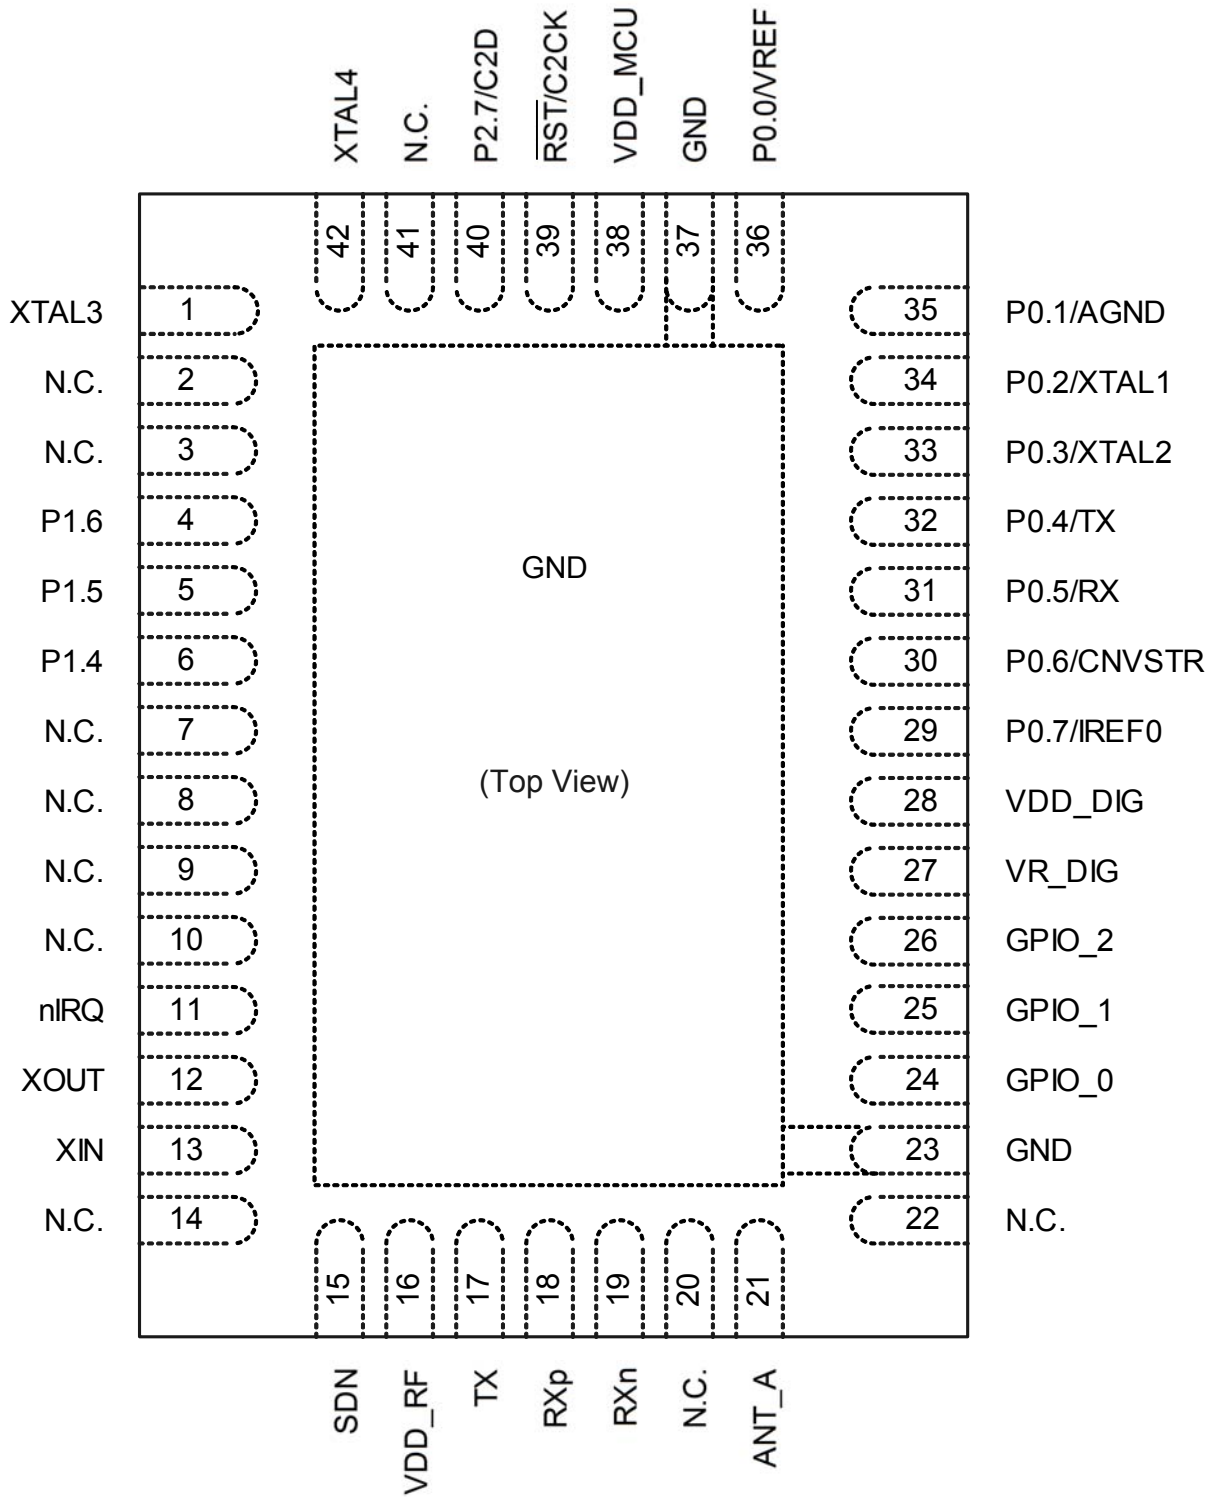 XTAL4
N.C.
P2.7/C2D
RST/C2CK
VDD_MCU
GND
P0.0/VREF
42
41
40
39
38
37
36
XTAL3 1
N.C. 2
N.C. 3
P1.6 4
P1.5 5
P1.4 6
N.C. 7
N.C. 8
N.C. 9
N.C. 10
nIRQ 11
XOUT 12
XIN 13
N.C. 14
GND
(Top View)
35 P0.1/AGND
34 P0.2/XTAL1
33 P0.3/XTAL2
32 P0.4/TX
31 P0.5/RX
30 P0.6/CNVSTR
29 P0.7/IREF0
28 VDD_DIG
27 VR_DIG
26 GPIO_2
25 GPIO_1
24 GPIO_0
23 GND
22 N.C.
15
16
17
18
19
20
21
SDN
VDD_RF
TX
RXp
RXn
N.C.
ANT_A